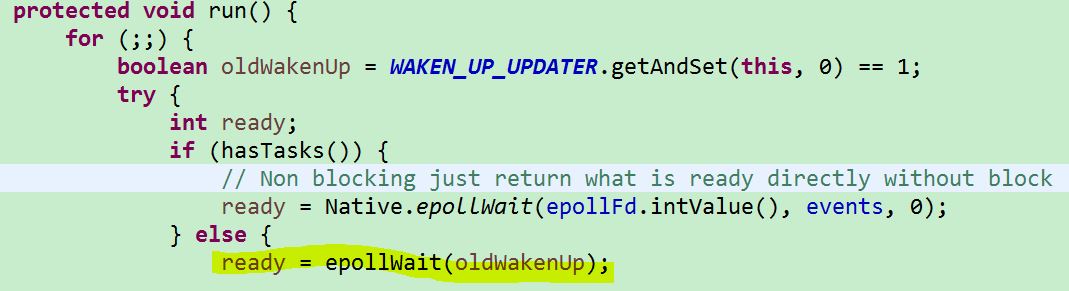 protected void run() {
for (;;) {
boolean oldWakenUp = WAKEN_UP_UPDATER.getAndSet(this, 0) == 1;
try {
int ready;
if (hasTasks()) {
// Non blocking just return what is ready directly without block
ready = Native.epollWait(epollFd.intValue(), events, 0);
} else {
ready = epollWait(oldWakenUp);